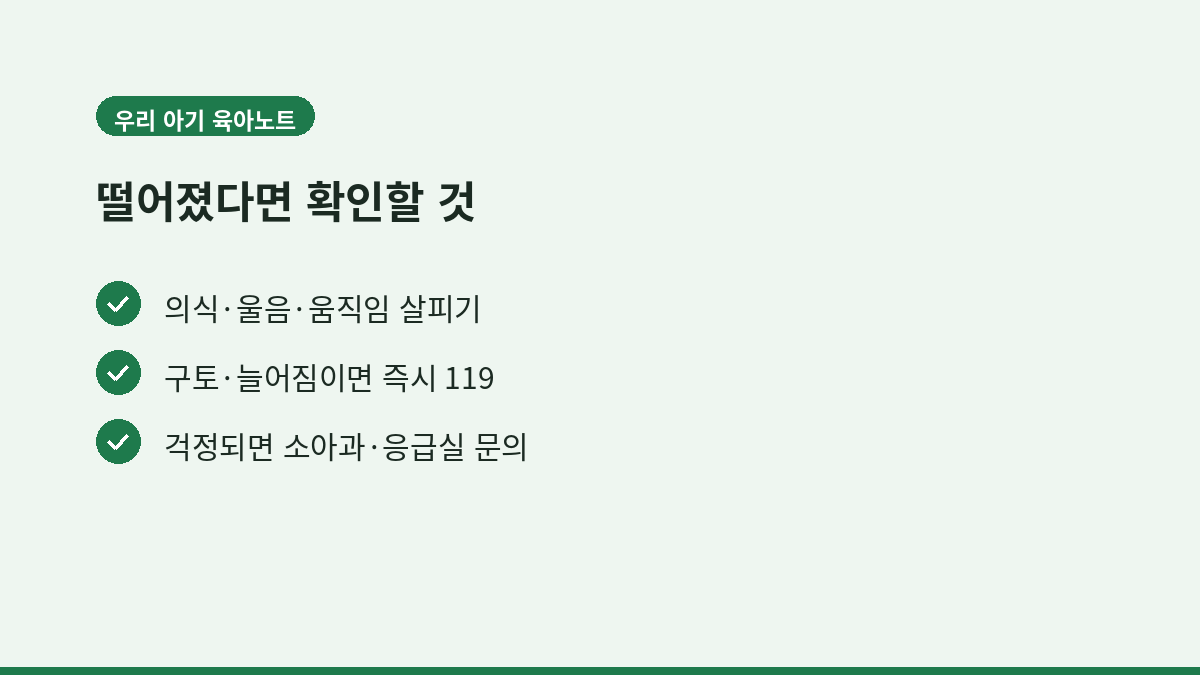 우리 아기 육아노트
떨어졌다면 확인할 것
의식·울음·움직임 살피기
구토·늘어짐이면 즉시 119
걱정되면 소아과·응급실 문의